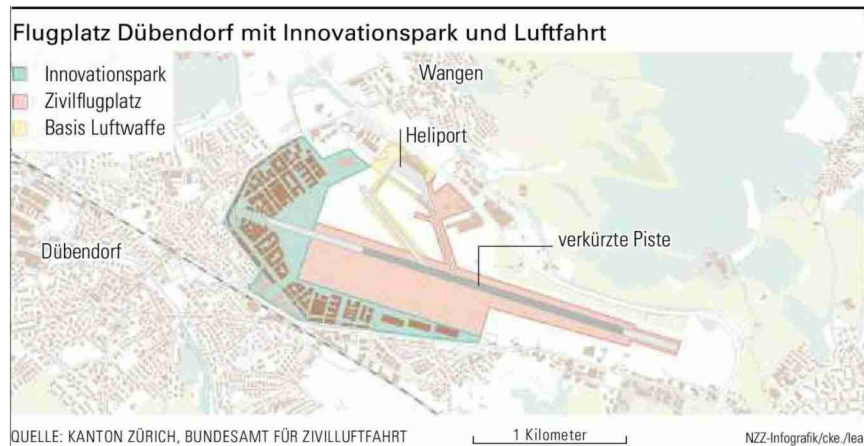 Flugplatz Dübendorf mit Innovationspark und Luftfahrt
Innovationspark
Zivilflugplatz
Basis Luftwaffe
Wangen
Heliport
Dübendorf
verkürzte Piste
QUELLE: KANTON ZÜRICH, BUNDESAMT FÜR ZIVILLUFTFAHRT
1 Kilometer
NZZ-Infografik/cke./lea